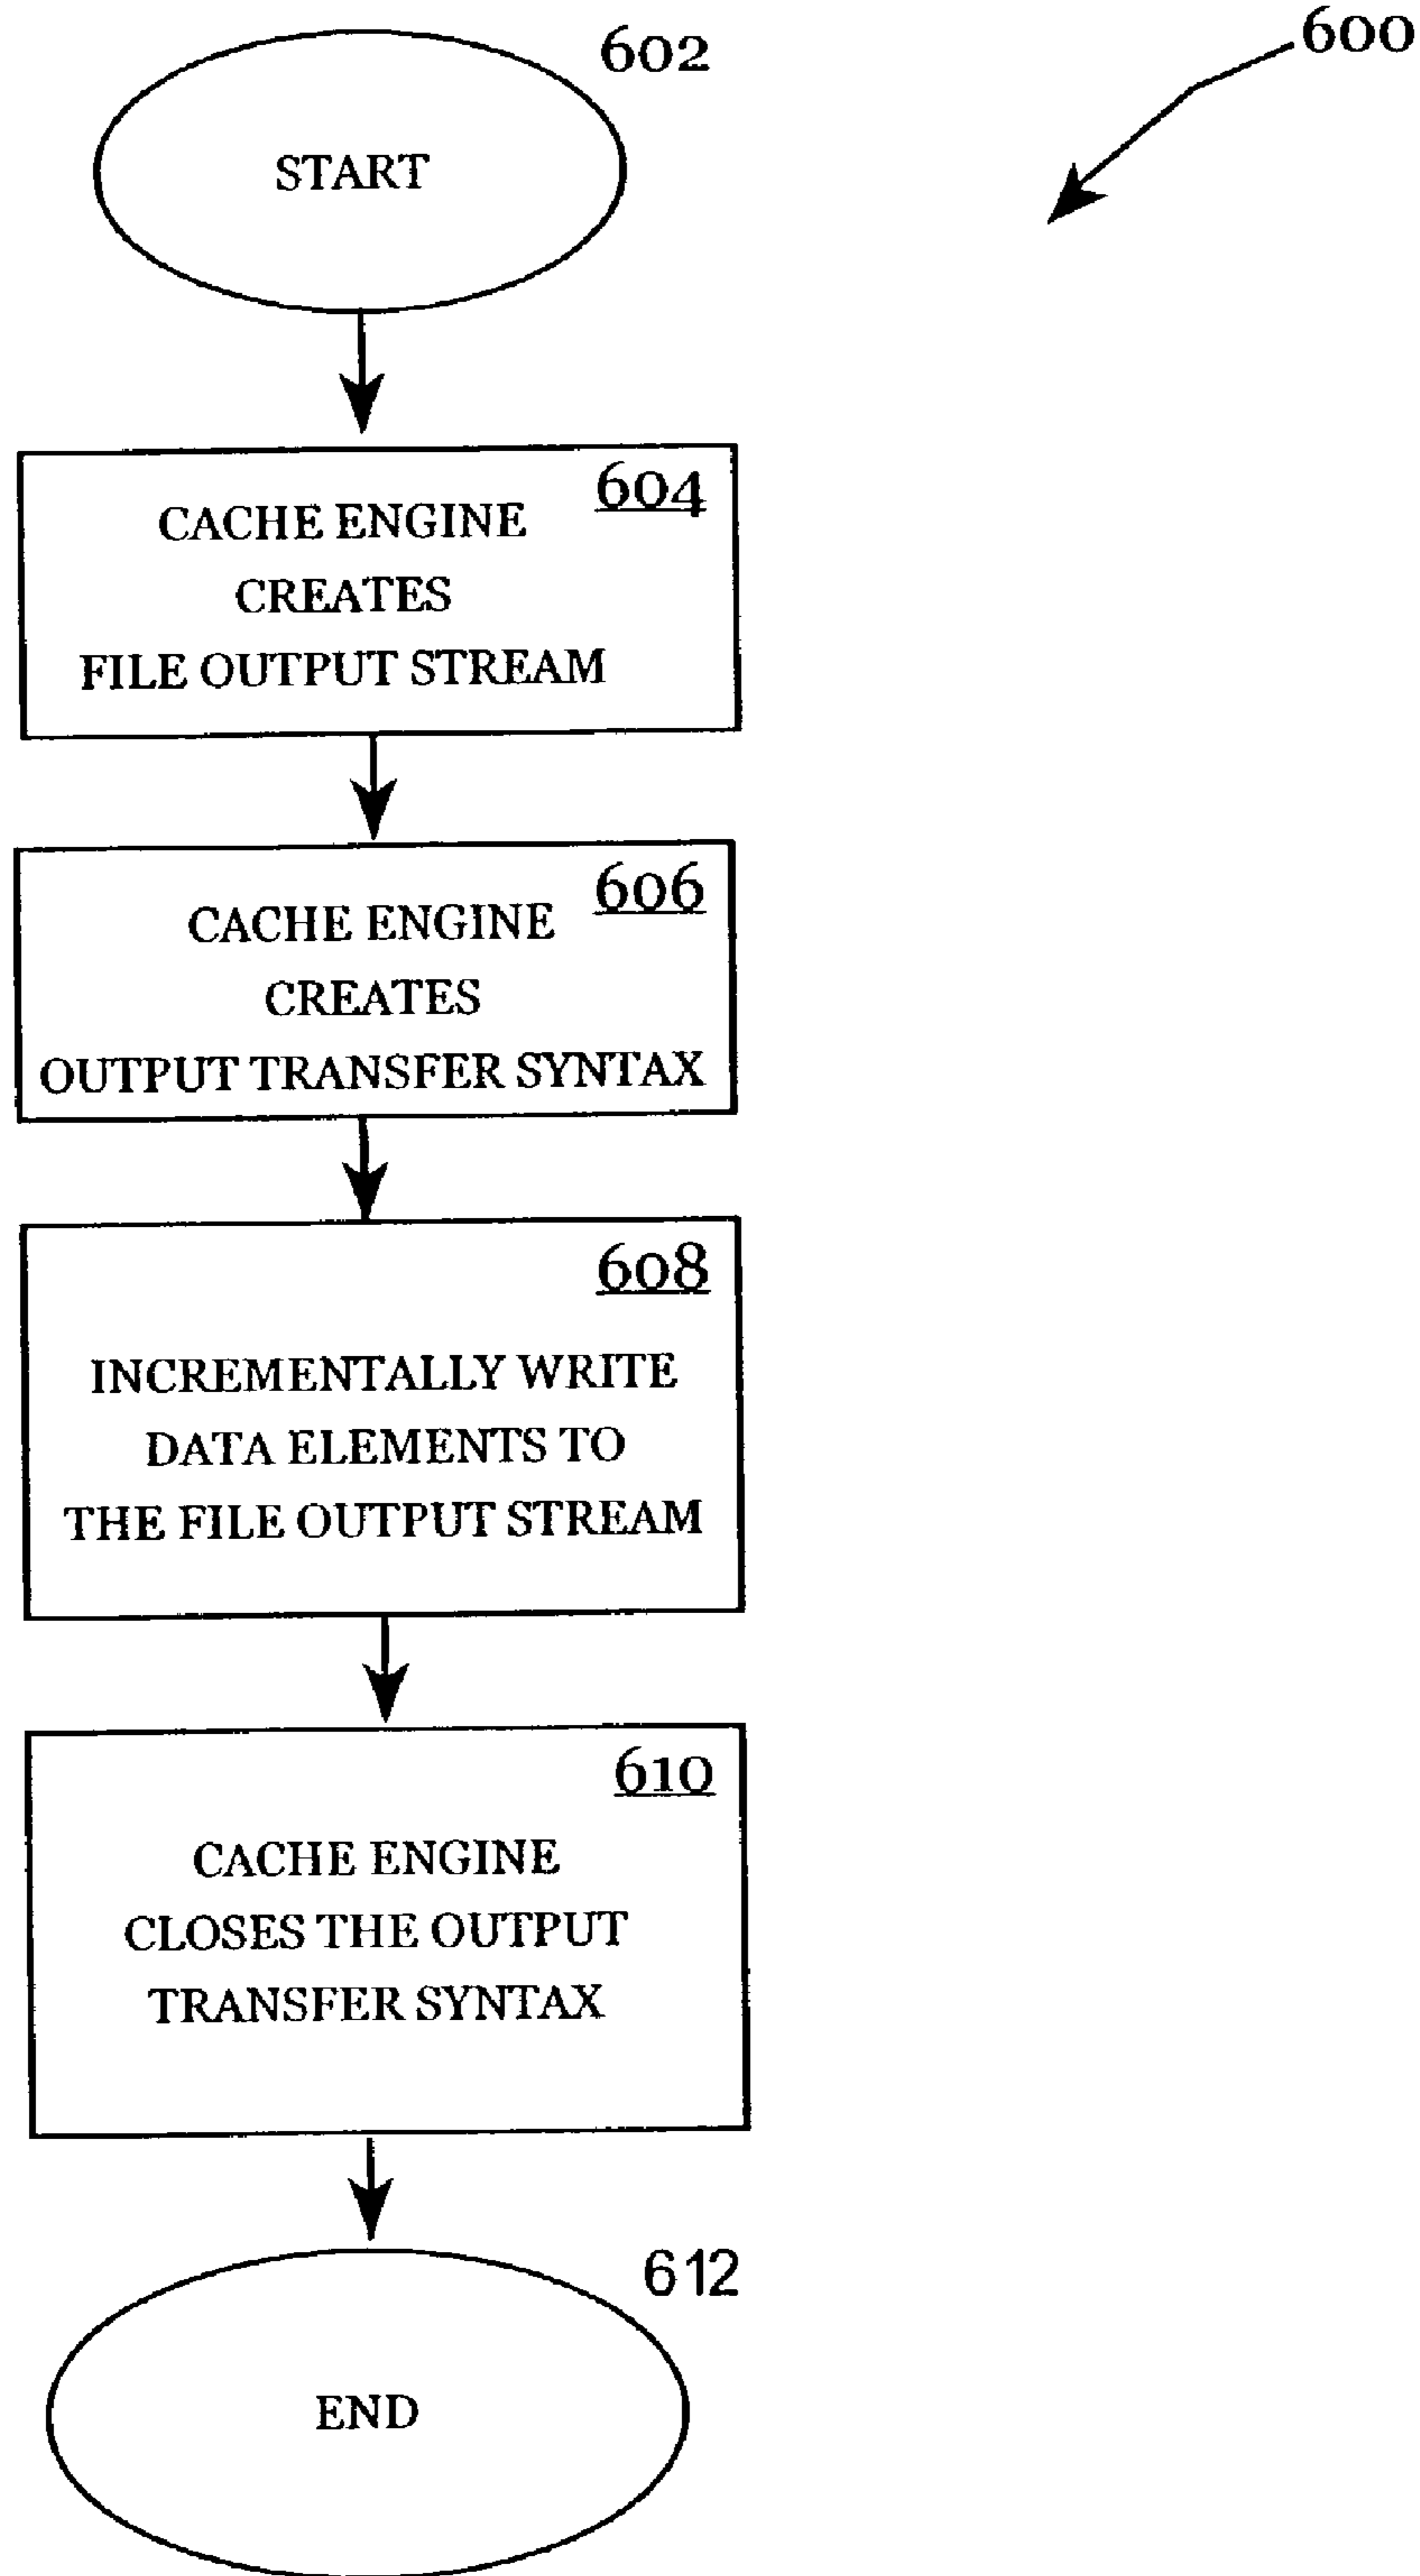 602
600
START
604
CACHE ENGINE
CREATES
FILE OUTPUT STREAM
606
CACHE ENGINE
CREATES
OUTPUT TRANSFER SYNTAX
608
INCREMENTALLY WRITE
DATA ELEMENTS TO
THE FILE OUTPUT STREAM
610
CACHE ENGINE
CLOSES THE OUTPUT
TRANSFER SYNTAX
612
END